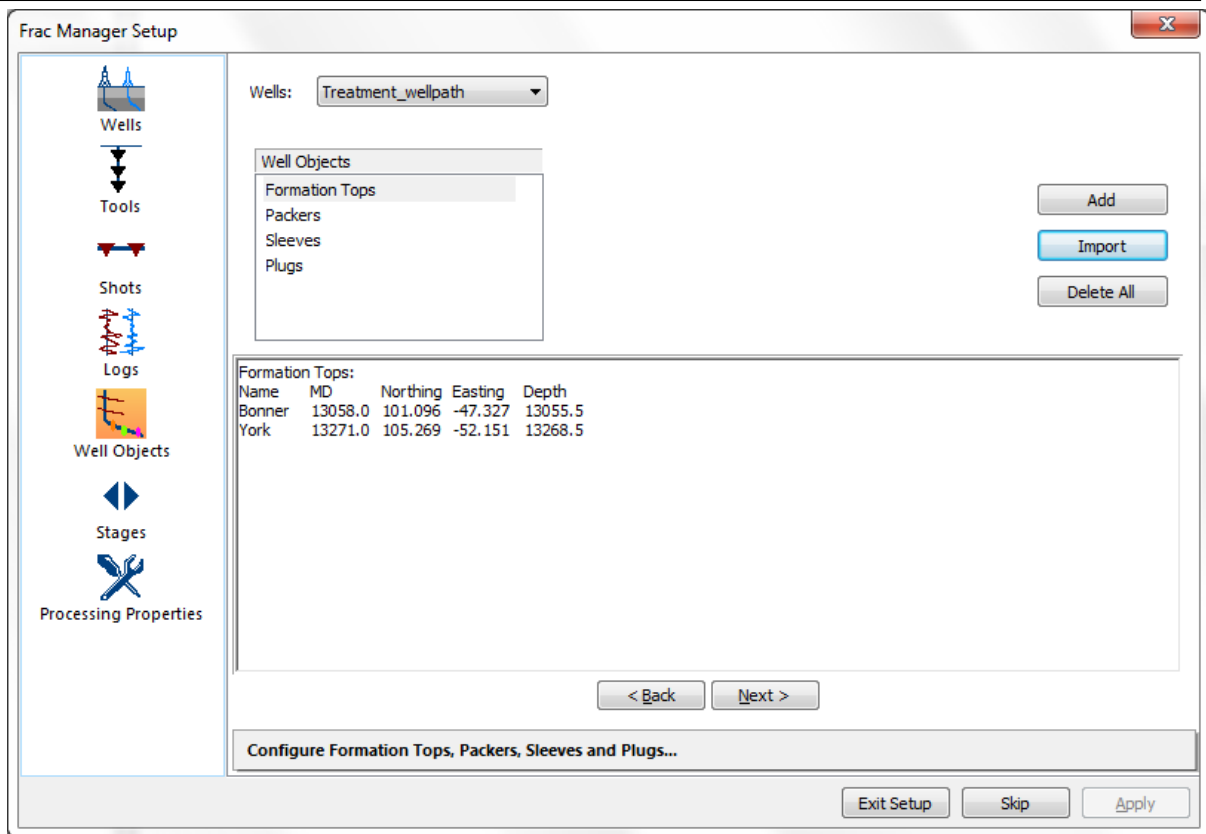 Frac Manager Setup
X
Wells
Tools
Shots
Logs
Well Objects
Stages
Processing Properties
Wells: Treatment_wellpath
Well Objects
Formation Tops
Packers
Sleeves
Plugs
Add
Import
Delete All
Formation Tops:
Name MD Northing Easting Depth
Bonner 13058.0 101.096 -47.327 13055.5
York 13271.0 105.269 -52.151 13268.5
< Back Next >
Configure Formation Tops, Packers, Sleeves and Plugs...
Exit Setup Skip Apply